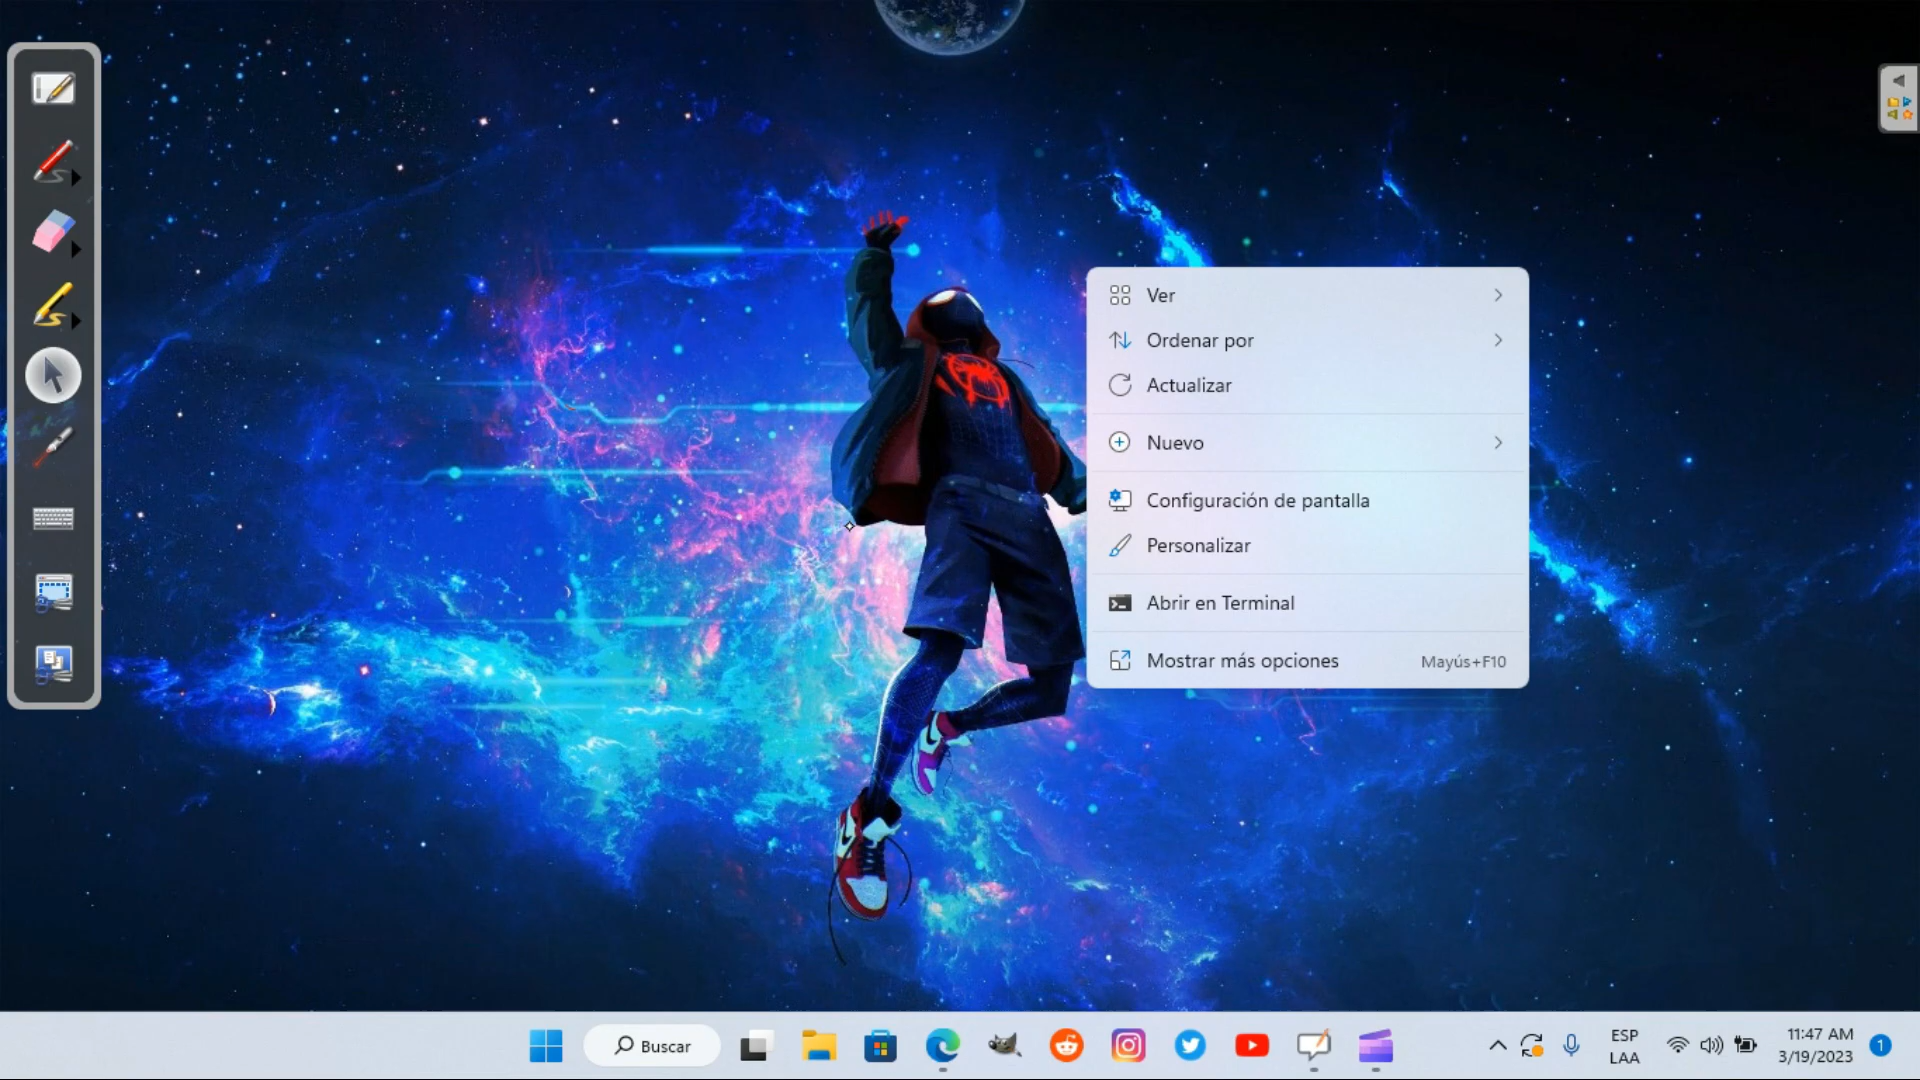 Ver
Ordenar por
Actualizar
Nuevo
Configuración de pantalla
Personalizar
Abrir en Terminal
Mostrar más opciones Mayús+F10
Buscar
ESP
LAA
11:47 AM
3/19/2023
1